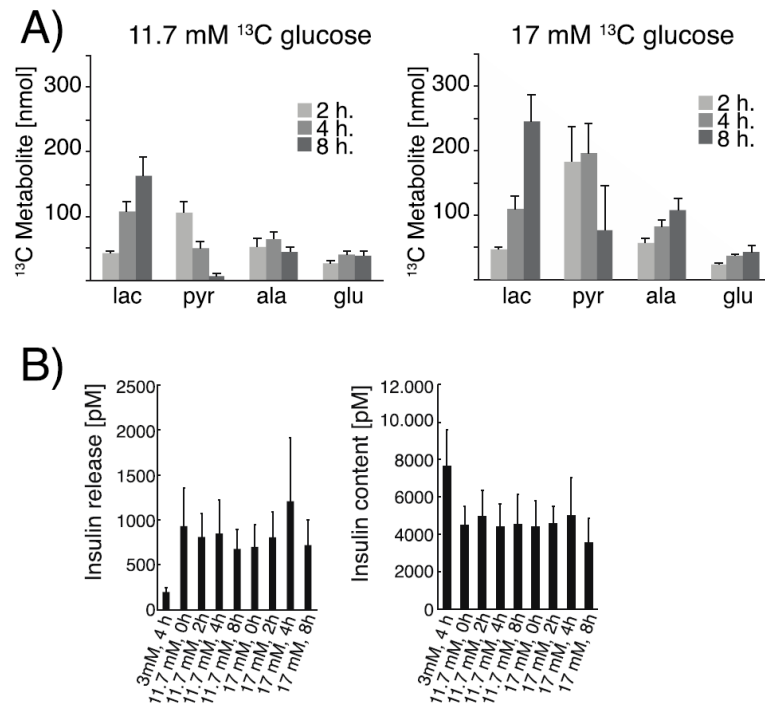 A)
11.7 mM ¹³C glucose
¹³C Metabolite [nmol]
300
200
100
2 h.
4 h.
8 h.
lac pyr ala glu
17 mM ¹³C glucose
¹³C Metabolite [nmol]
300
200
100
2 h.
4 h.
8 h.
lac pyr ala glu
B)
Insulin release [pM]
2500
2000
1500
1000
500
0
3mM, 4 h
11.7 mM, 0h
11.7 mM, 2h
11.7 mM, 4h
11.7 mM, 8h
17 mM, 0h
17 mM, 2h
17 mM, 4h
17 mM, 8h
Insulin content [pM]
12.000
10.000
8000
6000
4000
2000
0
3mM, 4 h
11.7 mM, 0h
11.7 mM, 2h
11.7 mM, 4h
11.7 mM, 8h
17 mM, 0h
17 mM, 2h
17 mM, 4h
17 mM, 8h